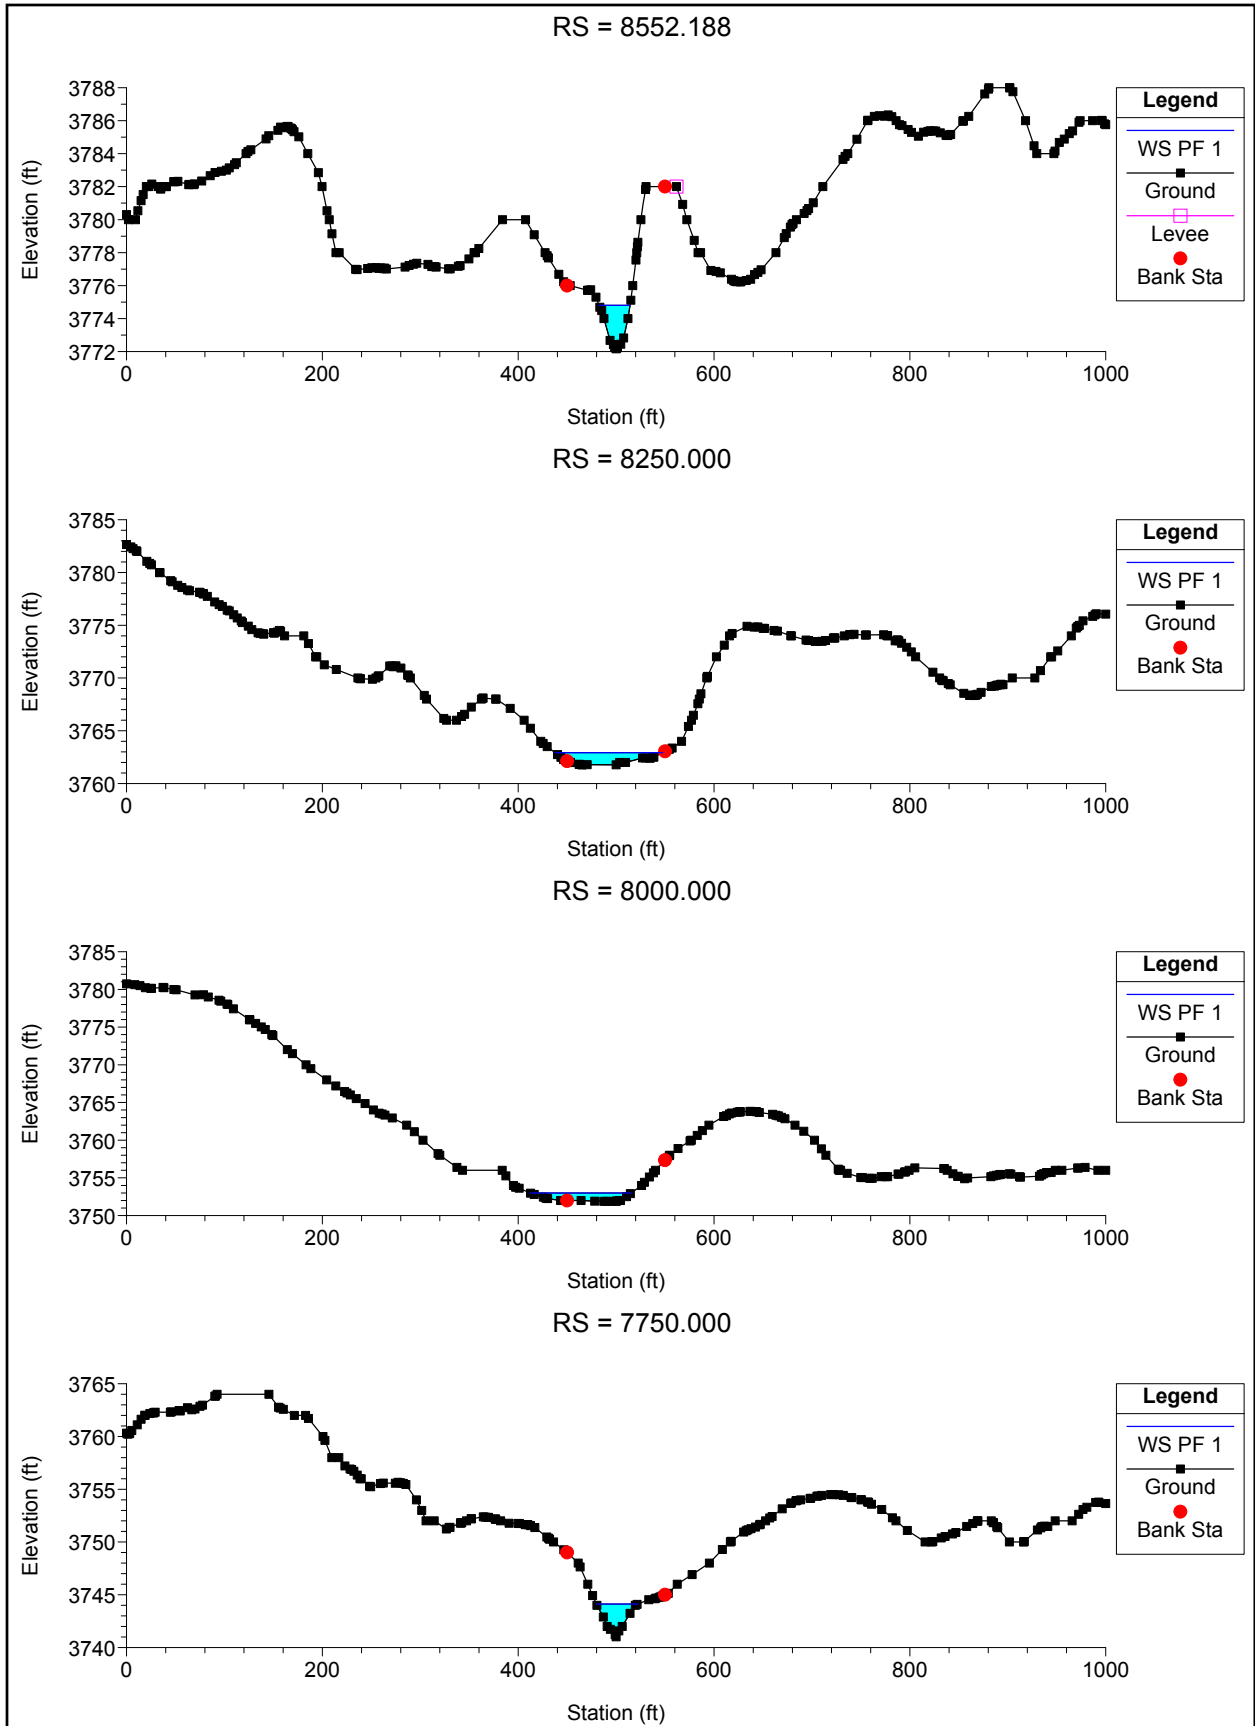 RS = 8552.188
3788
3786
3784
3782
3780
3778
3776
3774
3772
Elevation (ft)
0 200 400 600 800 1000
Station (ft)
Legend
WS PF 1
Ground
Levee
Bank Sta
RS = 8250.000
3785
3780
3775
3770
3765
3760
Elevation (ft)
0 200 400 600 800 1000
Station (ft)
Legend
WS PF 1
Ground
Bank Sta
RS = 8000.000
3785
3780
3775
3770
3765
3760
3755
3750
Elevation (ft)
0 200 400 600 800 1000
Station (ft)
Legend
WS PF 1
Ground
Bank Sta
RS = 7750.000
3765
3760
3755
3750
3745
3740
Elevation (ft)
0 200 400 600 800 1000
Station (ft)
Legend
WS PF 1
Ground
Bank Sta